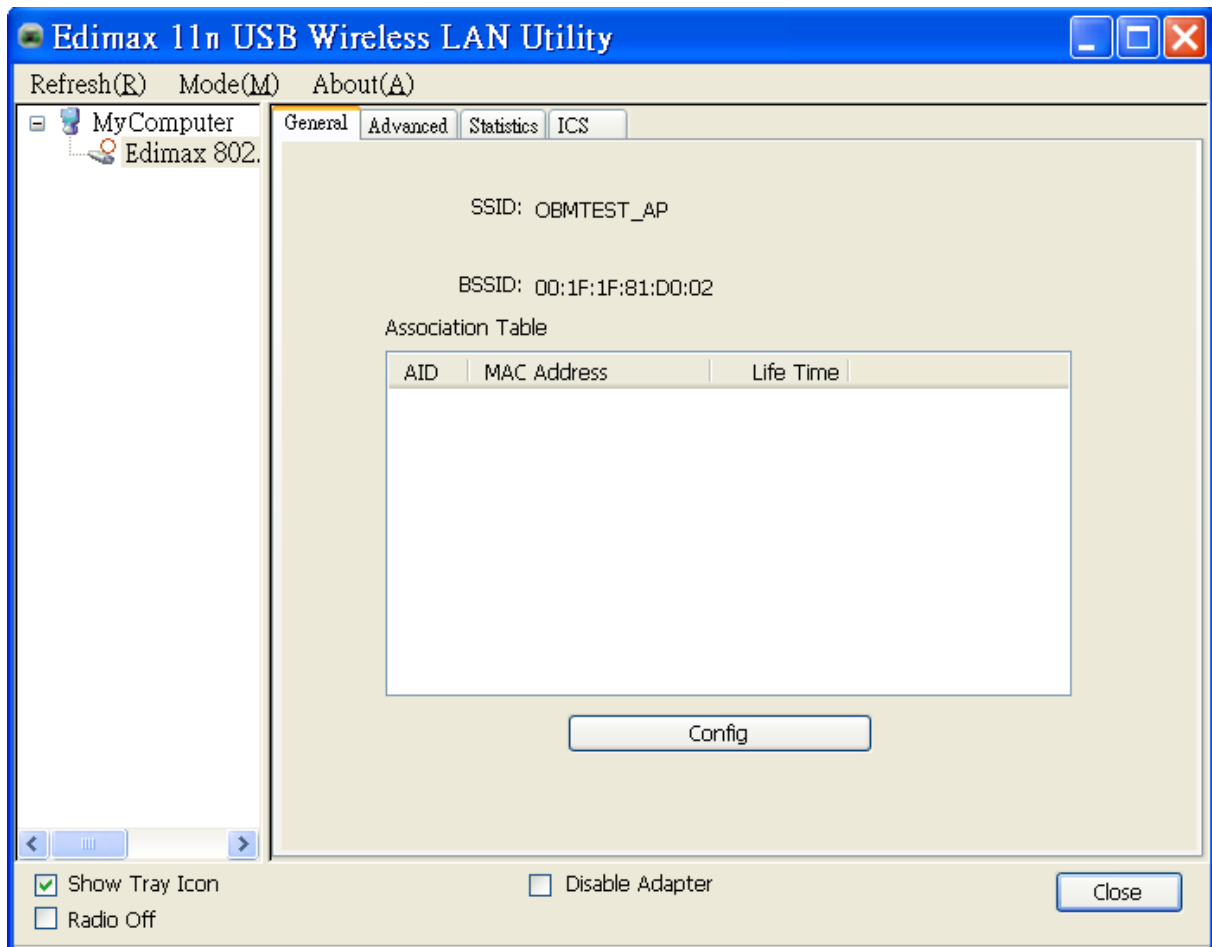 Edimax 11n USB Wireless LAN Utility
Refresh(R) Mode(M) About(A)
MyComputer
Edimax 802.
General Advanced Statistics ICS
SSID: OBMTEST_AP
BSSID: 00:1F:1F:81:D0:02
Association Table
AID MAC Address Life Time
Config
Show Tray Icon
Radio Off
Disable Adapter
Close